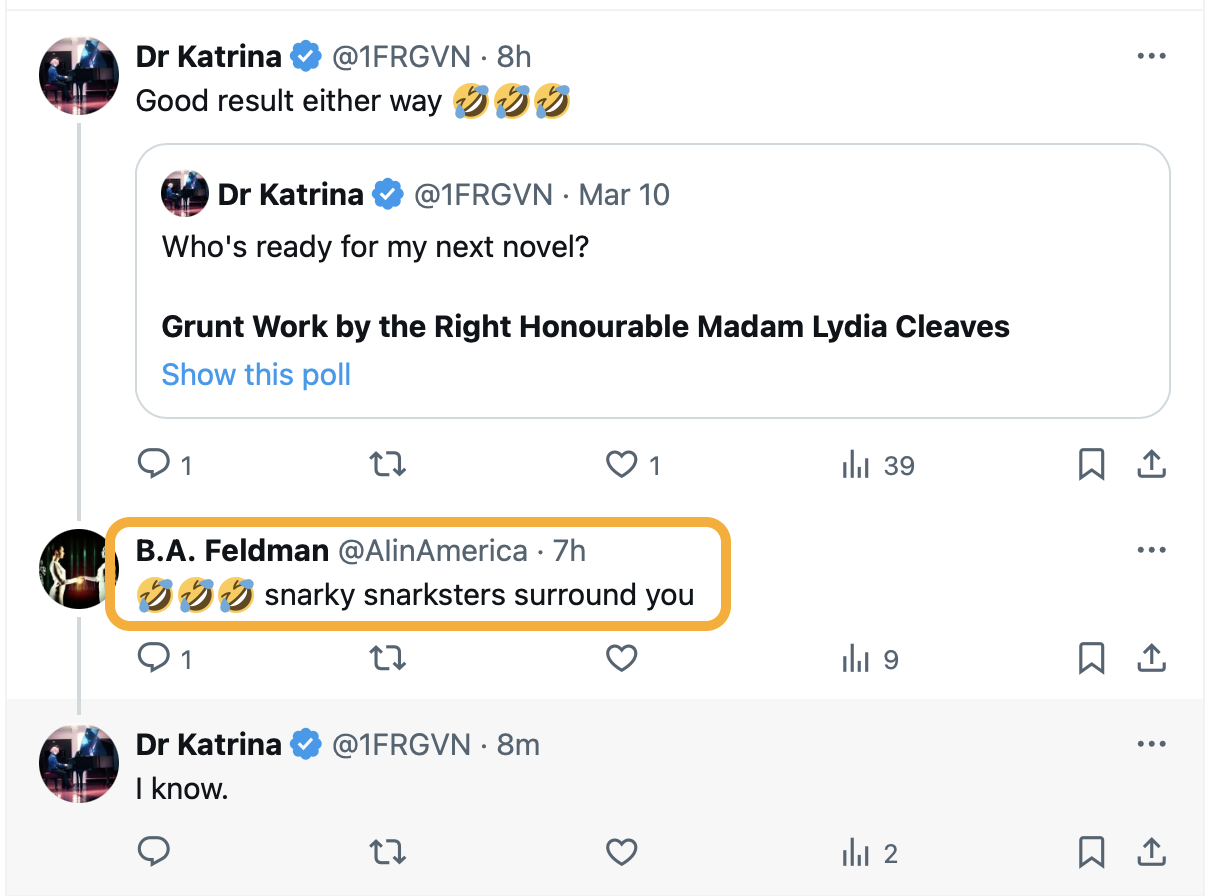 Dr Katrina @1FRGVN · 8h
Good result either way 🤣🤣🤣
Dr Katrina @1FRGVN · Mar 10
Who's ready for my next novel?
Grunt Work by the Right Honourable Madam Lydia Cleaves
Show this poll
1 1 39
B.A. Feldman @AlinAmerica · 7h
🤣🤣🤣 snarky snarksters surround you
1 9
Dr Katrina @1FRGVN · 8m
I know.
2